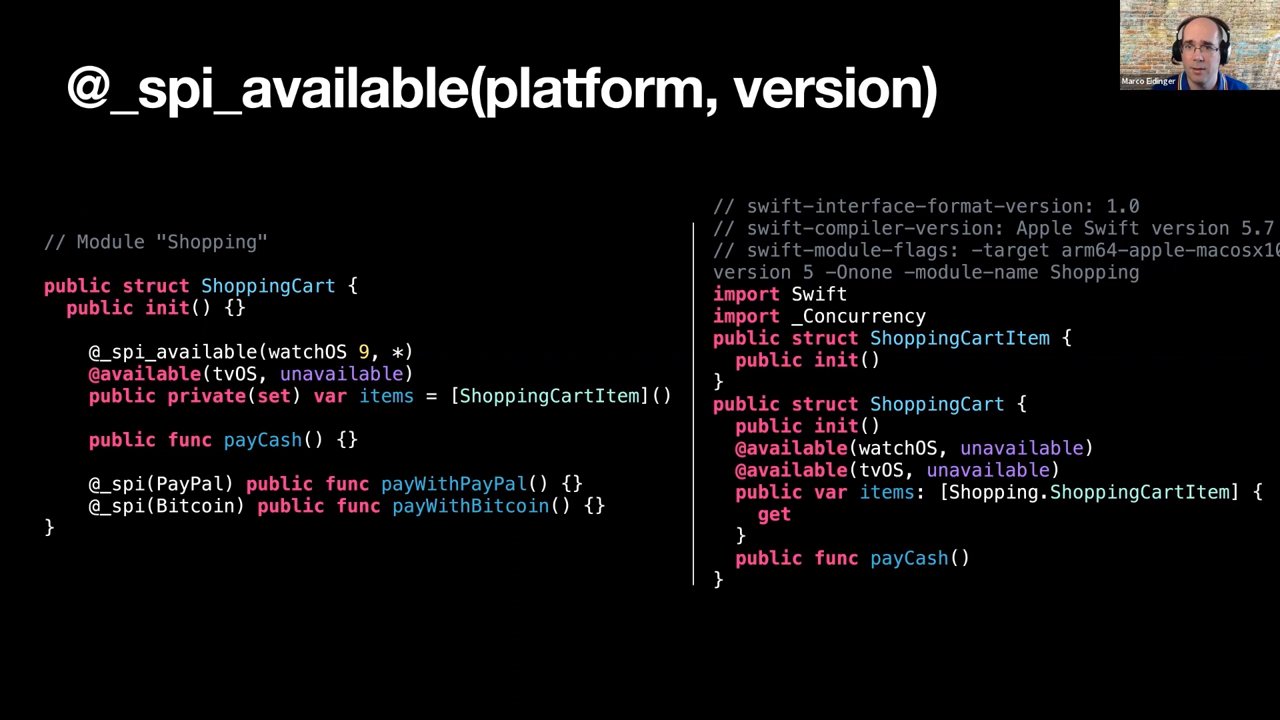 @_spi_available(platform, version)
Marco Eidinger
// Module "Shopping"
public struct ShoppingCart {
public init() {}
@_spi_available(watchOS 9, *)
@available(tvOS, unavailable)
public private(set) var items = [ShoppingCartItem]()
public func payCash() {}
@_spi(PayPal) public func payWithPayPal() {}
@_spi(Bitcoin) public func payWithBitcoin() {}
}
// swift-interface-format-version: 1.0
// swift-compiler-version: Apple Swift version 5.7
// swift-module-flags: -target arm64-apple-macosx10
version 5 -Onone -module-name Shopping
import Swift
import _Concurrency
public struct ShoppingCartItem {
public init()
}
public struct ShoppingCart {
public init()
@available(watchOS, unavailable)
@available(tvOS, unavailable)
public var items: [Shopping.ShoppingCartItem] {
get
}
public func payCash()
}